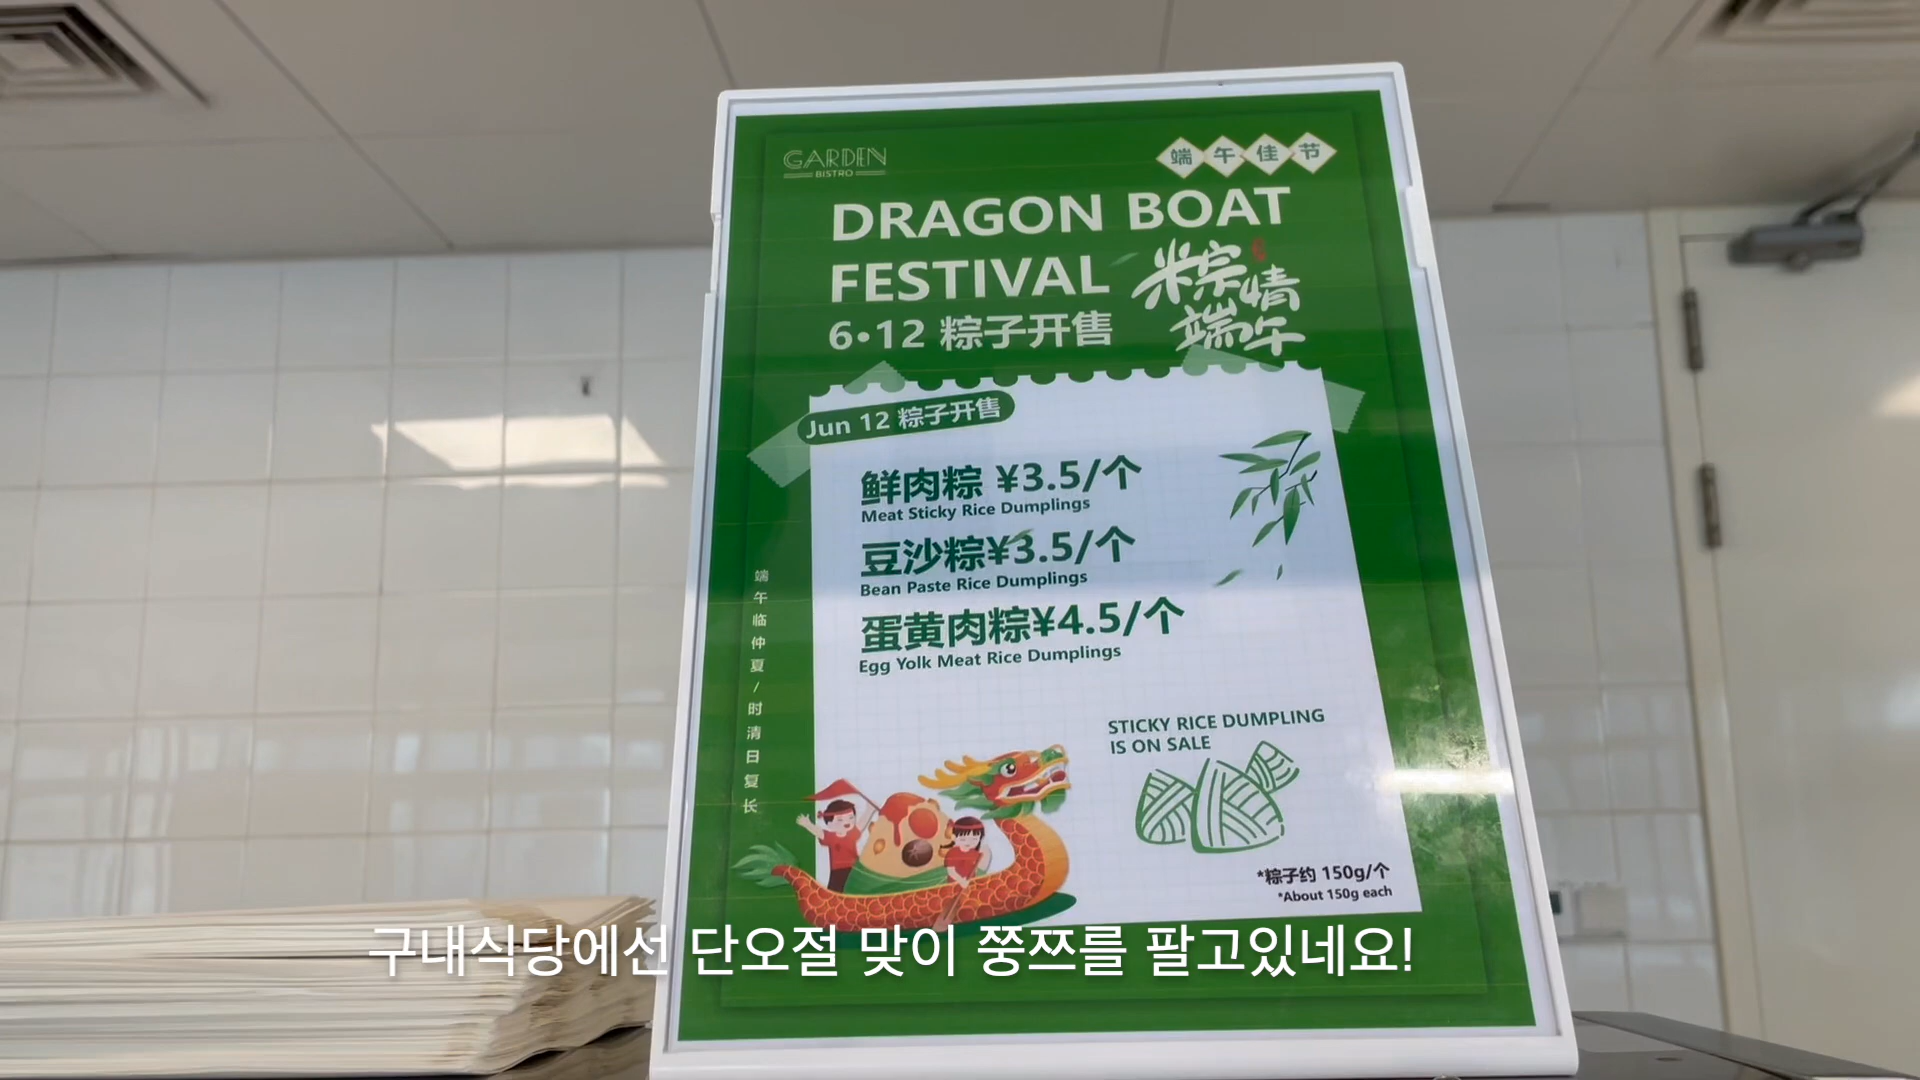 GARDEN
BISTRO
端午佳节
DRAGON BOAT
FESTIVAL
粽情
端午
6•12 粽子开售
Jun 12 粽子开售
鲜肉粽 ¥3.5/个
Meat Sticky Rice Dumplings
豆沙粽¥3.5/个
Bean Paste Rice Dumplings
蛋黄肉粽¥4.5/个
Egg Yolk Meat Rice Dumplings
端午临仲夏/时清日复长
STICKY RICE DUMPLING
IS ON SALE
*粽子约 150g/个
*About 150g each
구내식당에선 단오절 맞이 쫑쯔를 팔고있네요!